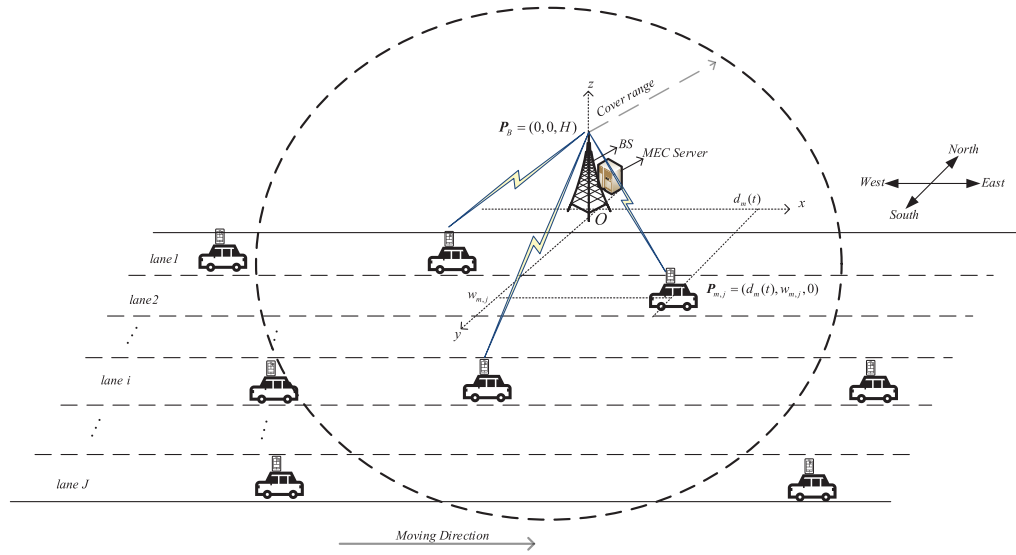 z
Cover range
P_B = (0,0,H)
BS
MEC Server
North
West
East
South
d_m(t)
x
O
lane1
lane2
w_{m,j}
P_{m,j} = (d_m(t), w_{m,j}, 0)
y
lane i
lane J
Moving Direction